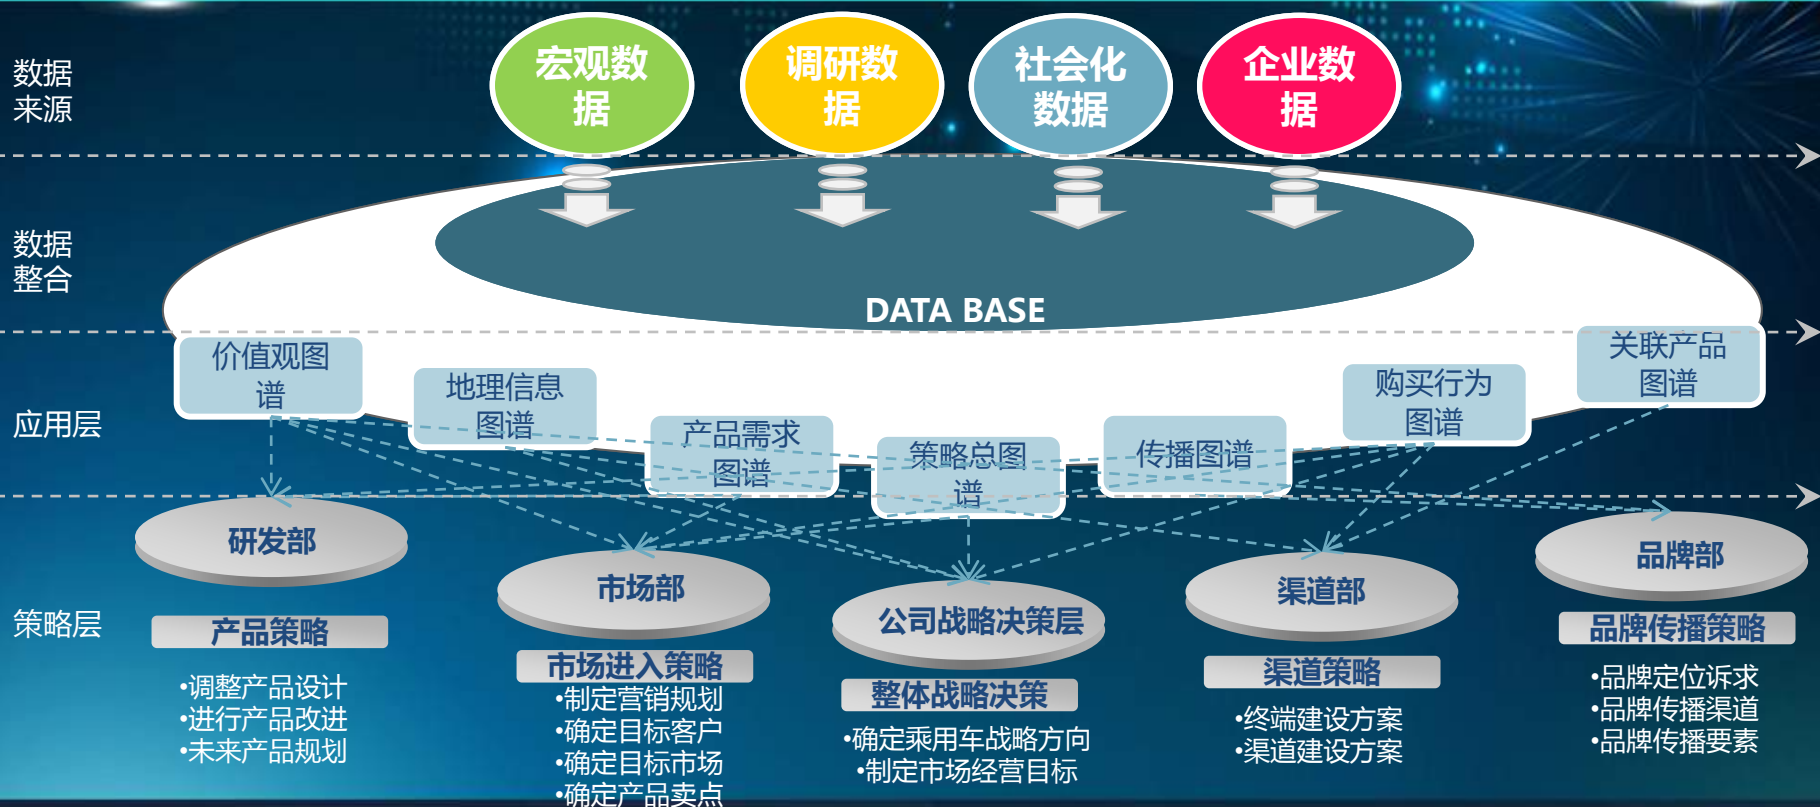 数据
来源
宏观数
据
调研数
据
社会化
数据
企业数
据
数据
整合
DATA BASE
应用层
价值观图
谱
地理信息
图谱
产品需求
图谱
策略总图
谱
传播图谱
购买行为
图谱
关联产品
图谱
策略层
研发部
产品策略
•调整产品设计
•进行产品改进
•未来产品规划
市场部
市场进入策略
•制定营销规划
•确定目标客户
•确定目标市场
•确定产品卖点
公司战略决策层
整体战略决策
•确定乘用车战略方向
•制定市场经营目标
渠道部
渠道策略
•终端建设方案
•渠道建设方案
品牌部
品牌传播策略
•品牌定位诉求
•品牌传播渠道
•品牌传播要素